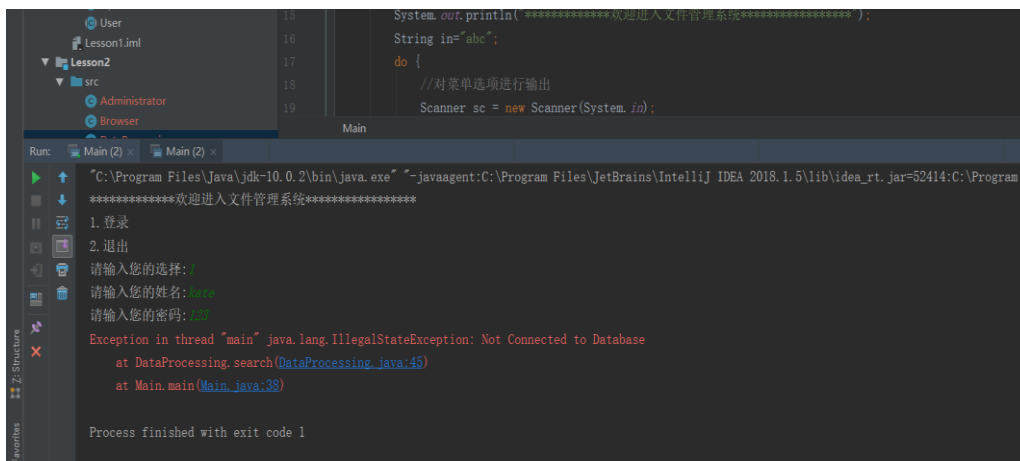 User
Lesson1.iml
Lesson2
src
Administrator
Browser
15 System.out.println("*************欢迎进入文件管理系统*****************");
16 String in="abc";
17 do {
18 //对菜单选项进行输出
19 Scanner sc = new Scanner(System.in);
Main
Run: Main (2) × Main (2) ×
"C:\Program Files\Java\jdk-10.0.2\bin\java.exe" "-javaagent:C:\Program Files\JetBrains\IntelliJ IDEA 2018.1.5\lib\idea_rt.jar=52414:C:\Program
*************欢迎进入文件管理系统*****************
1.登录
2.退出
请输入您的选择:1
请输入您的姓名:kate
请输入您的密码:123
Exception in thread "main" java.lang.IllegalStateException: Not Connected to Database
at DataProcessing.search(DataProcessing.java:45)
at Main.main(Main.java:38)
Process finished with exit code 1
Z: Structure
Favorites